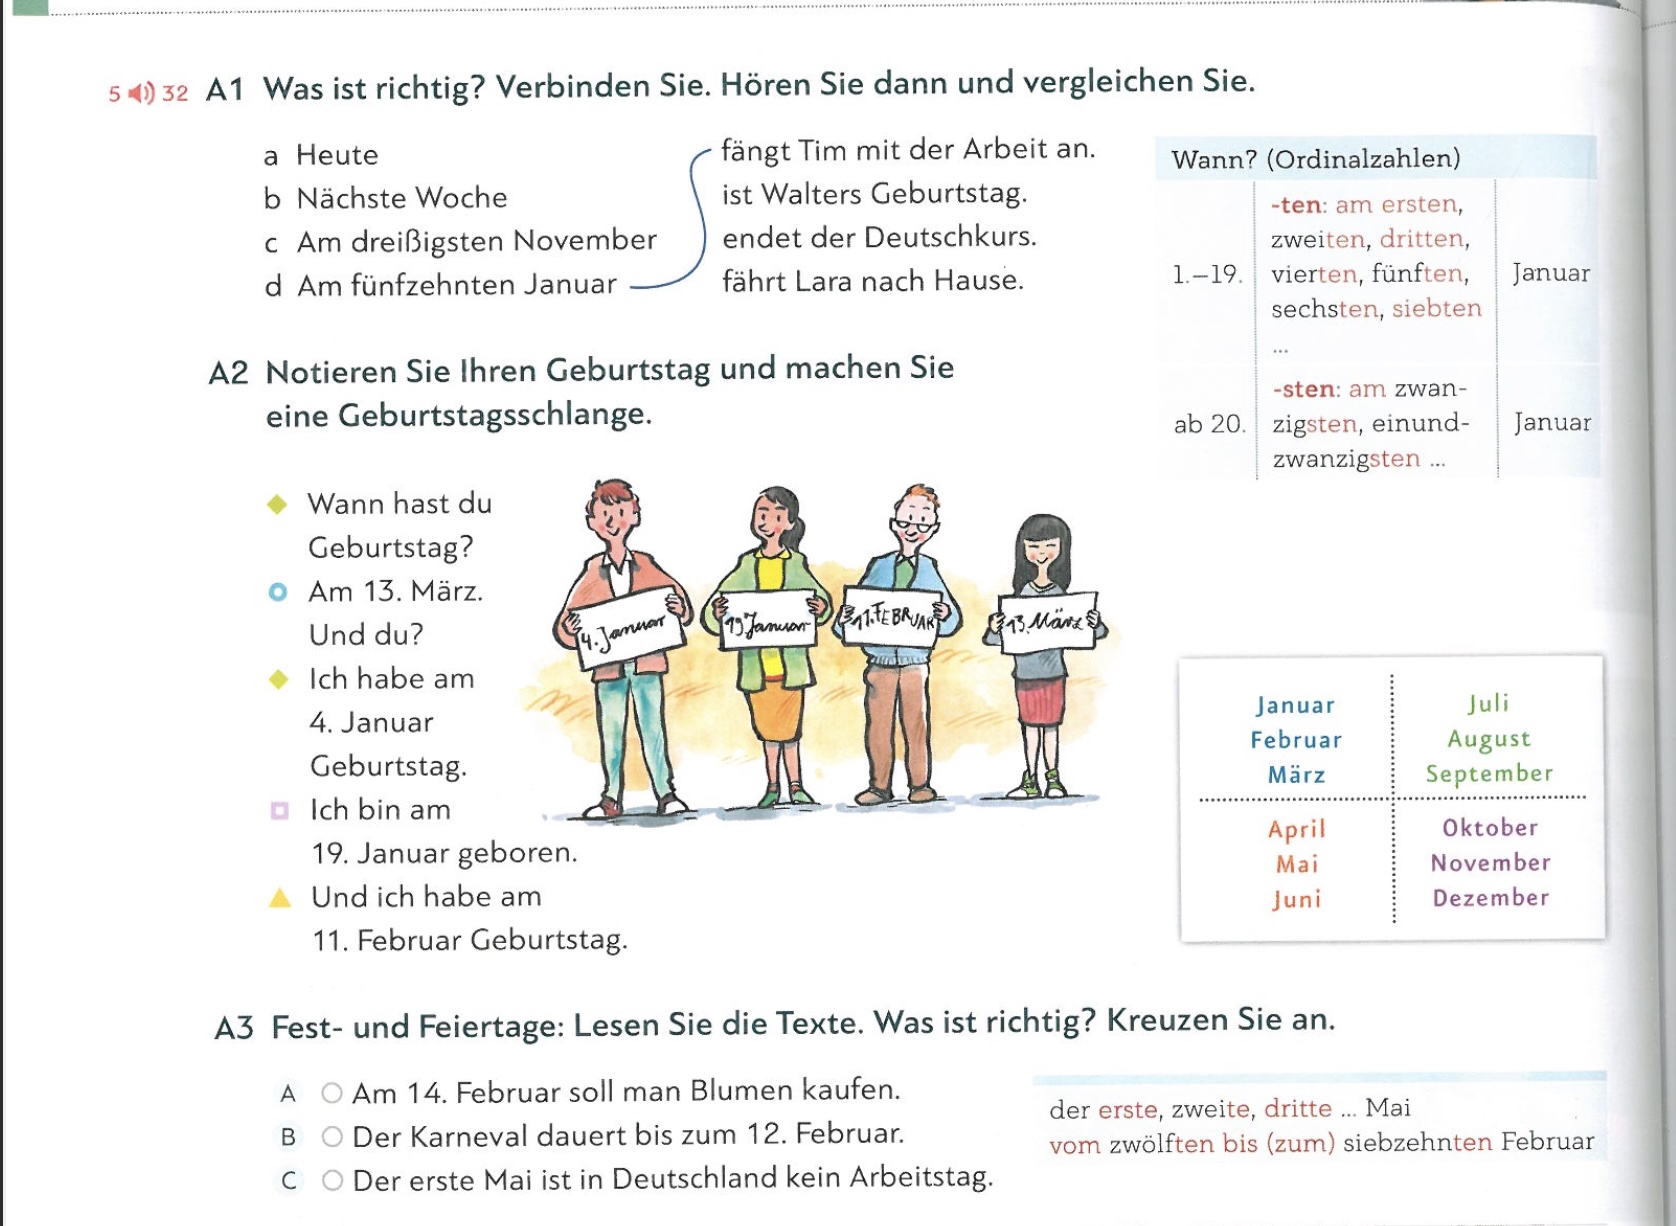 5 32 A1 Was ist richtig? Verbinden Sie. Hören Sie dann und vergleichen Sie.
a Heute
b Nächste Woche
c Am dreißigsten November
d Am fünfzehnten Januar
fängt Tim mit der Arbeit an.
ist Walters Geburtstag.
endet der Deutschkurs.
fährt Lara nach Hause.
Wann? (Ordinalzahlen)
1.–19.
-ten: am ersten,
zweiten, dritten,
vierten, fünften,
sechsten, siebten
...
Januar
ab 20.
-sten: am zwan-
zigsten, einund-
zwanzigsten ...
Januar
A2 Notieren Sie Ihren Geburtstag und machen Sie
eine Geburtstagsschlange.
Wann hast du
Geburtstag?
Am 13. März.
Und du?
Ich habe am
4. Januar
Geburtstag.
Ich bin am
19. Januar geboren.
Und ich habe am
11. Februar Geburtstag.
4. Januar
19. Januar
11. FEBRUAR
13. März
Januar
Februar
März
Juli
August
September
April
Mai
Juni
Oktober
November
Dezember
A3 Fest- und Feiertage: Lesen Sie die Texte. Was ist richtig? Kreuzen Sie an.
A Am 14. Februar soll man Blumen kaufen.
B Der Karneval dauert bis zum 12. Februar.
C Der erste Mai ist in Deutschland kein Arbeitstag.
der erste, zweite, dritte ... Mai
vom zwölften bis (zum) siebzehnten Februar